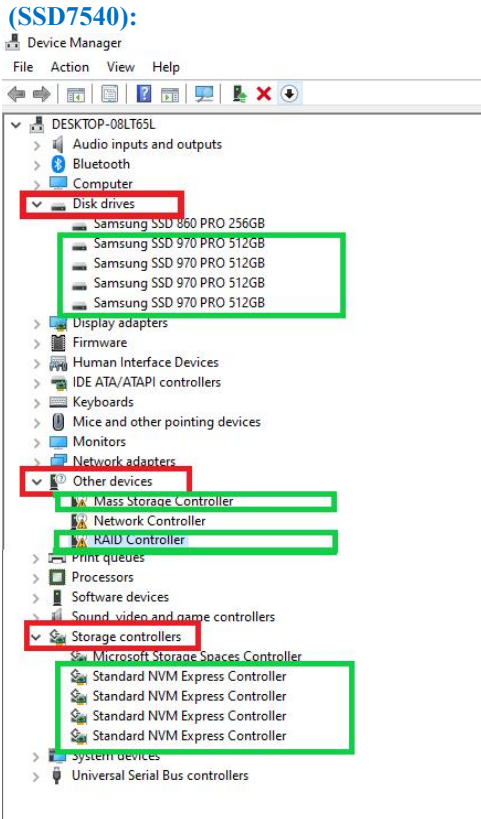 (SSD7540):
Device Manager
File Action View Help
DESKTOP-08LT65L
Audio inputs and outputs
Bluetooth
Computer
Disk drives
Samsung SSD 860 PRO 256GB
Samsung SSD 970 PRO 512GB
Samsung SSD 970 PRO 512GB
Samsung SSD 970 PRO 512GB
Samsung SSD 970 PRO 512GB
Display adapters
Firmware
Human Interface Devices
IDE ATA/ATAPI controllers
Keyboards
Mice and other pointing devices
Monitors
Network adapters
Other devices
Mass Storage Controller
Network Controller
RAID Controller
Print queues
Processors
Software devices
Sound, video and game controllers
Storage controllers
Microsoft Storage Spaces Controller
Standard NVM Express Controller
Standard NVM Express Controller
Standard NVM Express Controller
Standard NVM Express Controller
System devices
Universal Serial Bus controllers